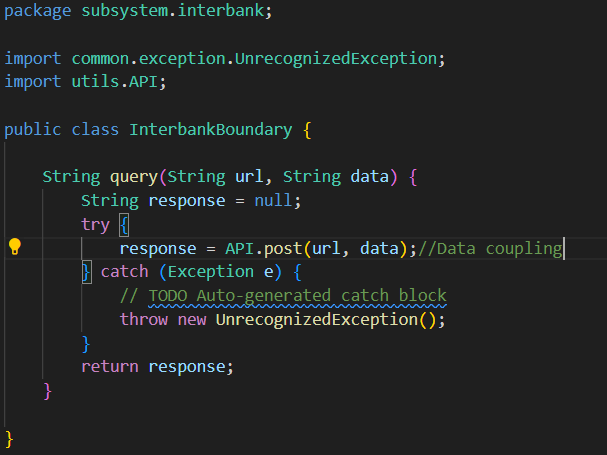 package subsystem.interbank;
import common.exception.UnrecognizedException;
import utils.API;
public class InterbankBoundary {
String query(String url, String data) {
String response = null;
try {
response = API.post(url, data);//Data coupling
} catch (Exception e) {
// TODO Auto-generated catch block
throw new UnrecognizedException();
}
return response;
}
}